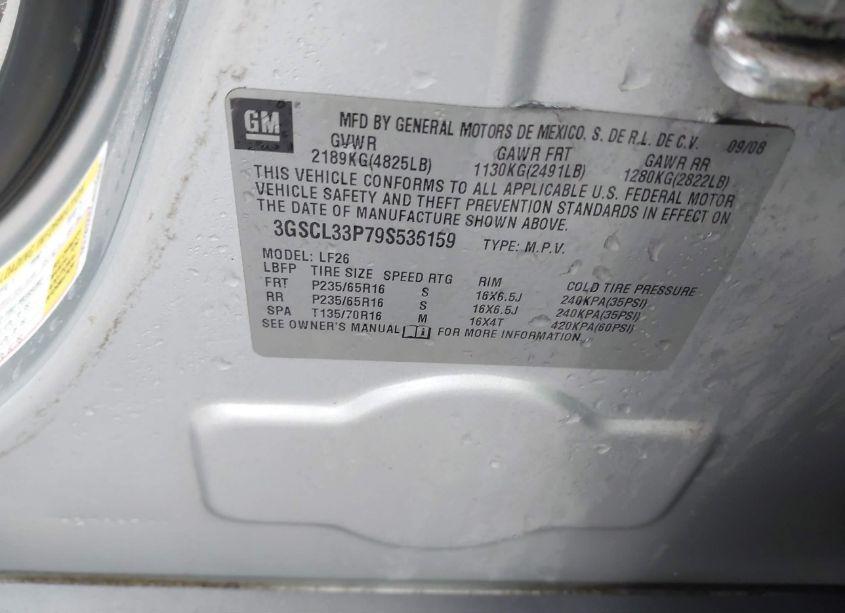 GM
MFD BY GENERAL MOTORS DE MEXICO, S. DE R.L. DE C.V. 09/08
GVWR GAWR FRT GAWR RR
2189KG(4825LB) 1130KG(2491LB) 1280KG(2822LB)
THIS VEHICLE CONFORMS TO ALL APPLICABLE U.S. FEDERAL MOTOR
VEHICLE SAFETY AND THEFT PREVENTION STANDARDS IN EFFECT ON
THE DATE OF MANUFACTURE SHOWN ABOVE.
3GSCL33P79S535159 TYPE: M.P.V.
MODEL: LF26
LBFP TIRE SIZE SPEED RTG RIM COLD TIRE PRESSURE
FRT P235/65R16 S 16X6.5J 240KPA(35PSI)
RR P235/65R16 S 16X6.5J 240KPA(35PSI)
SPA T135/70R16 M 16X4T 420KPA(60PSI)
SEE OWNER'S MANUAL FOR MORE INFORMATION.